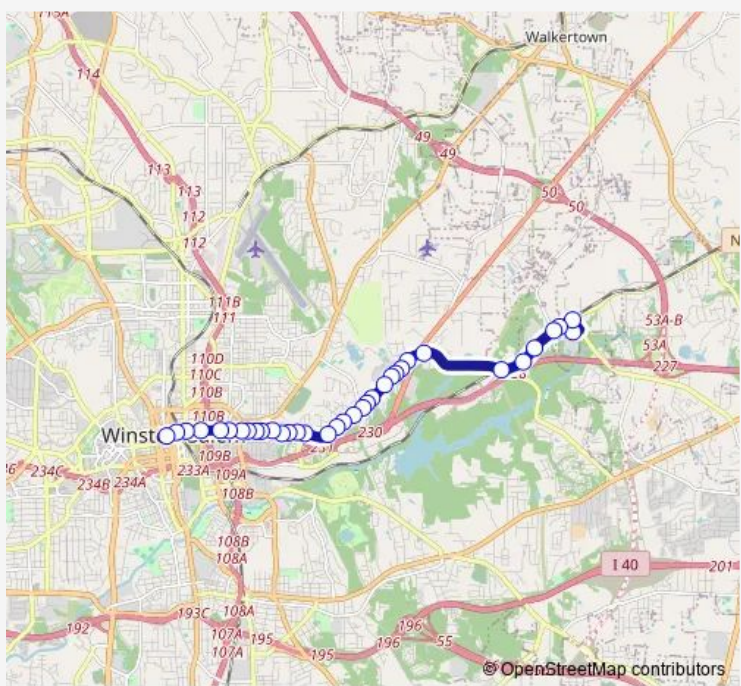 115A
Walkertown
114
49
49
113
113
50
50
112
112
N
111B
111
53A-B
53A
227
110D
110C
110B
110B
230
231
234C
234B
234A
233A
109B
109A
108B
108B
108A
I 40
201
193C
108A
192
107A
107A
195
195
196
196
55
© OpenStreetMap contributors